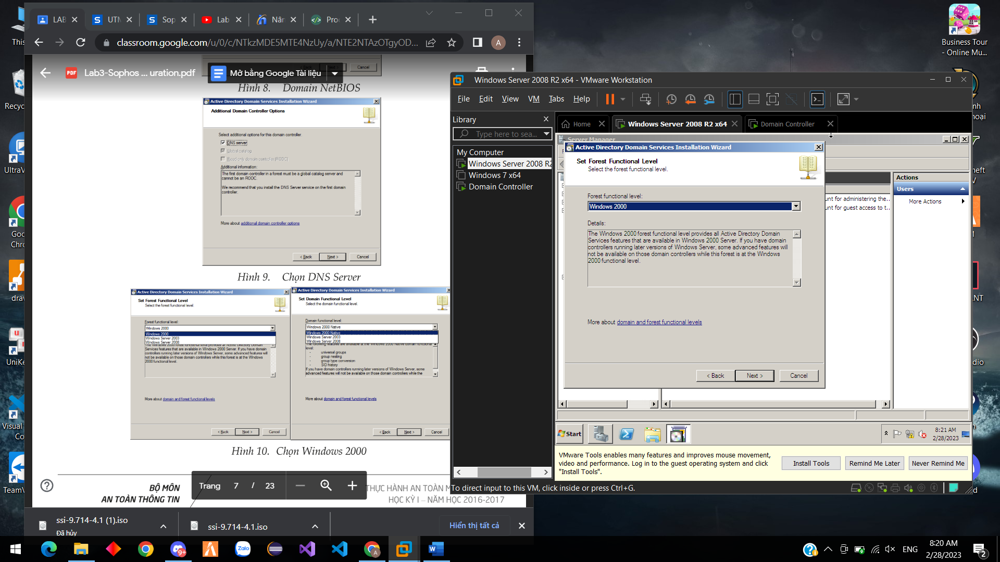 LAB
UTM
Sop
Lab
Nân
Pro
classroom.google.com/u/0/c/NTkzMDE5MTE4NzUy/a/NTE2NTAzOTgyOD...
A
PDF
Lab3-Sophos ... uration.pdf
Mở bằng Google Tài liệu
Cancel
Hình 8. Domain NetBIOS
Active Directory Domain Services Installation Wizard
Additional Domain Controller Options
Select additional options for this domain controller.
DNS server
Global catalog
Read-only domain controller (RODC)
Additional information:
The first domain controller in a forest must be a global catalog server and
cannot be an RODC.
We recommend that you install the DNS Server service on the first domain
controller.
More about additional domain controller options
< Back
Next >
Cancel
Hình 9. Chọn DNS Server
Active Directory Domain Services Installation Wizard
Set Forest Functional Level
Select the forest functional level.
Forest functional level:
Windows 2000
Windows 2000
Windows Server 2003
Windows Server 2008
The Windows 2000 forest functional level provides all Active Directory Domain
Services features that are available in Windows 2000 Server. If you have domain
controllers running later versions of Windows Server, some advanced features will
not be available on those domain controllers while this forest is at the Windows
2000 functional level.
More about domain and forest functional levels
< Back
Next >
Cancel
Active Directory Domain Services Installation Wizard
Set Domain Functional Level
Select the domain functional level.
Domain functional level:
Windows 2000 Native
Windows 2000 Native
Windows Server 2003
Windows Server 2008
The following features are available at the Windows 2000 Native domain functional
level:
- universal groups
- group nesting
- group type conversion
- SID history
If you have domain controllers running later versions of Windows Server, some
advanced features will not be available on those domain controllers while the
More about domain and forest functional levels
< Back
Next >
Cancel
Hình 10. Chọn Windows 2000
BỘ MÔN
AN TOÀN THÔNG TIN
Trang 7 / 23
THỰC HÀNH AN TOÀN M
HỌC KỲ I – NĂM HỌC 2016-2017
ssi-9.714-4.1 (1).iso
Đã hủy
ssi-9.714-4.1.iso
Hiển thị tất cả
Windows Server 2008 R2 x64 - VMware Workstation
File Edit View VM Tabs Help
Library
Type here to sea...
My Computer
Windows Server 2008 R2
Windows 7 x64
Domain Controller
Home
Windows Server 2008 R2 x64
Domain Controller
Server Manager
Active Directory Domain Services Installation Wizard
Set Forest Functional Level
Select the forest functional level.
Forest functional level:
Windows 2000
Details:
The Windows 2000 forest functional level provides all Active Directory Domain
Services features that are available in Windows 2000 Server. If you have domain
controllers running later versions of Windows Server, some advanced features will
not be available on those domain controllers while this forest is at the Windows
2000 functional level.
More about domain and forest functional levels
< Back
Next >
Cancel
unt for administering the...
unt for guest access to t...
Actions
Users
More Actions
Start
8:21 AM
2/28/2023
VMware Tools enables many features and improves mouse movement,
video and performance. Log in to the guest operating system and click
"Install Tools".
Install Tools
Remind Me Later
Never Remind Me
To direct input to this VM, click inside or press Ctrl+G.
This
Recyc
UltraV
Goo
Chro
draw
UniKe
Visual
Co
TeamV
Business Tour
- Online Mu...
Zalo
9+
A
ENG
8:20 AM
2/28/2023
2